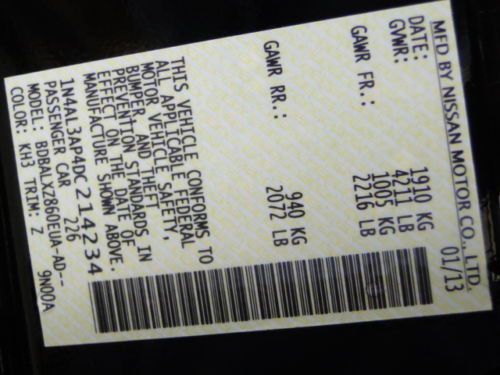 MFD BY NISSAN MOTOR CO., LTD.
DATE: 01/13
GVWR: 1910 KG
4211 LB
GAWR FR.: 1005 KG
2216 LB
GAWR RR.: 940 KG
2072 LB
THIS VEHICLE CONFORMS TO
ALL APPLICABLE FEDERAL
MOTOR VEHICLE SAFETY,
BUMPER, AND THEFT
PREVENTION STANDARDS IN
EFFECT ON THE DATE OF
MANUFACTURE SHOWN ABOVE.
1N4AL3AP4DC214234
PASSENGER CAR 226
MODEL: BDBALX2860EUA-AD-- 9N00A
COLOR: KH3 TRIM: Z